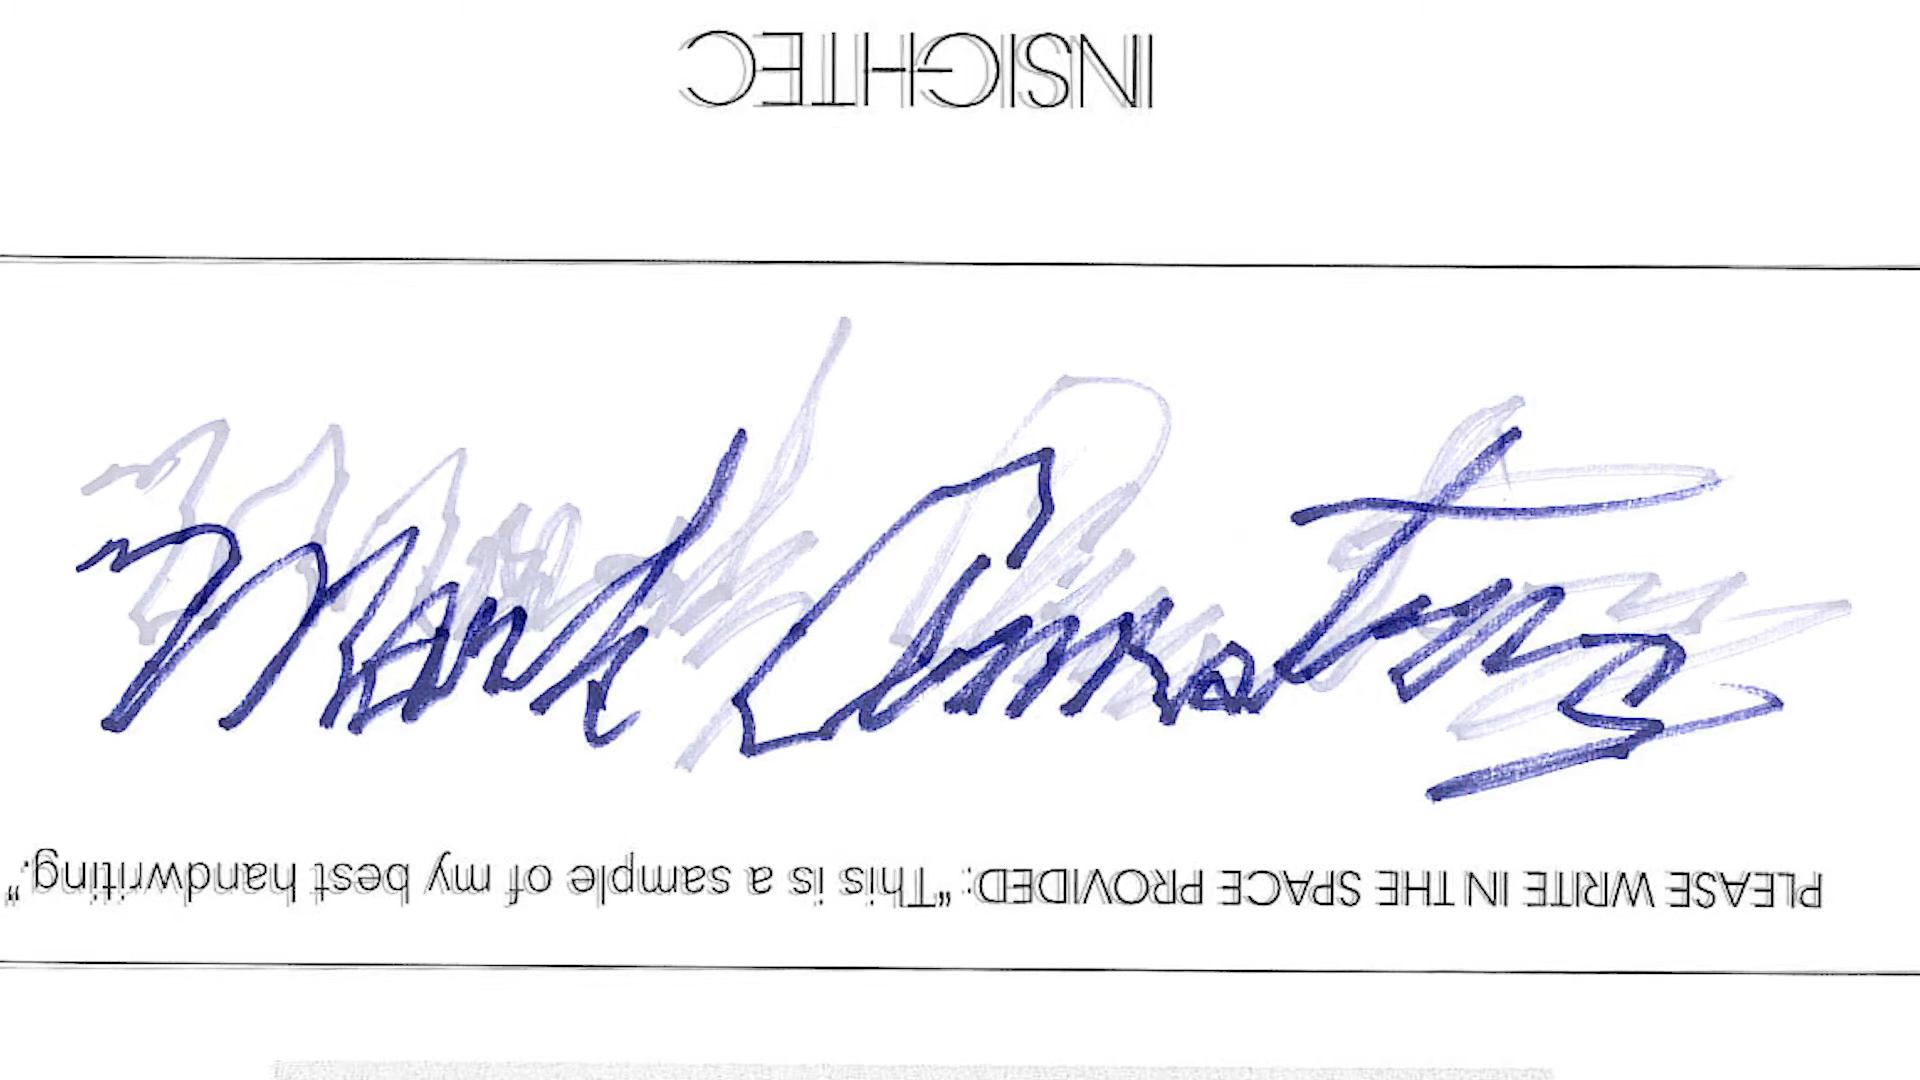 INSIGHTEC
Mark
PLEASE WRITE IN THE SPACE PROVIDED: “This is a sample of my best handwriting.”